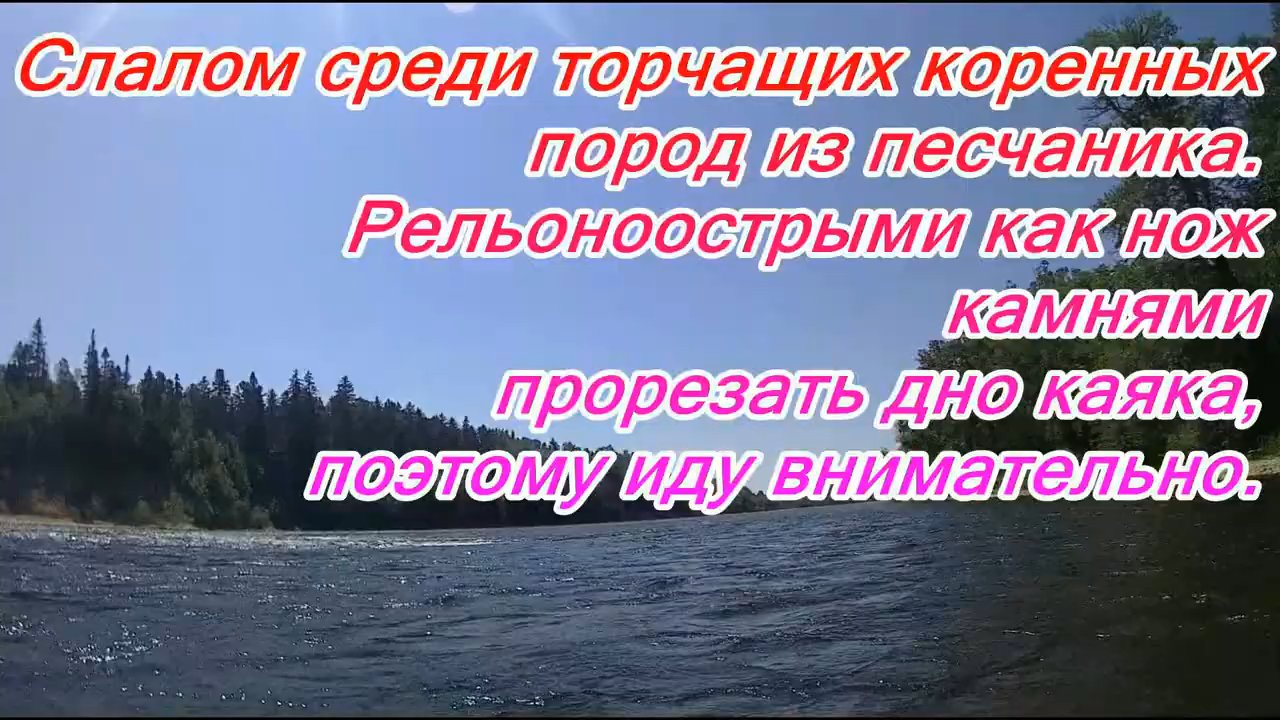 Слалом среди торчащих коренных
пород из песчаника.
Рельоноострыми как нож
камнями
прорезать дно каяка,
поэтому иду внимательно.